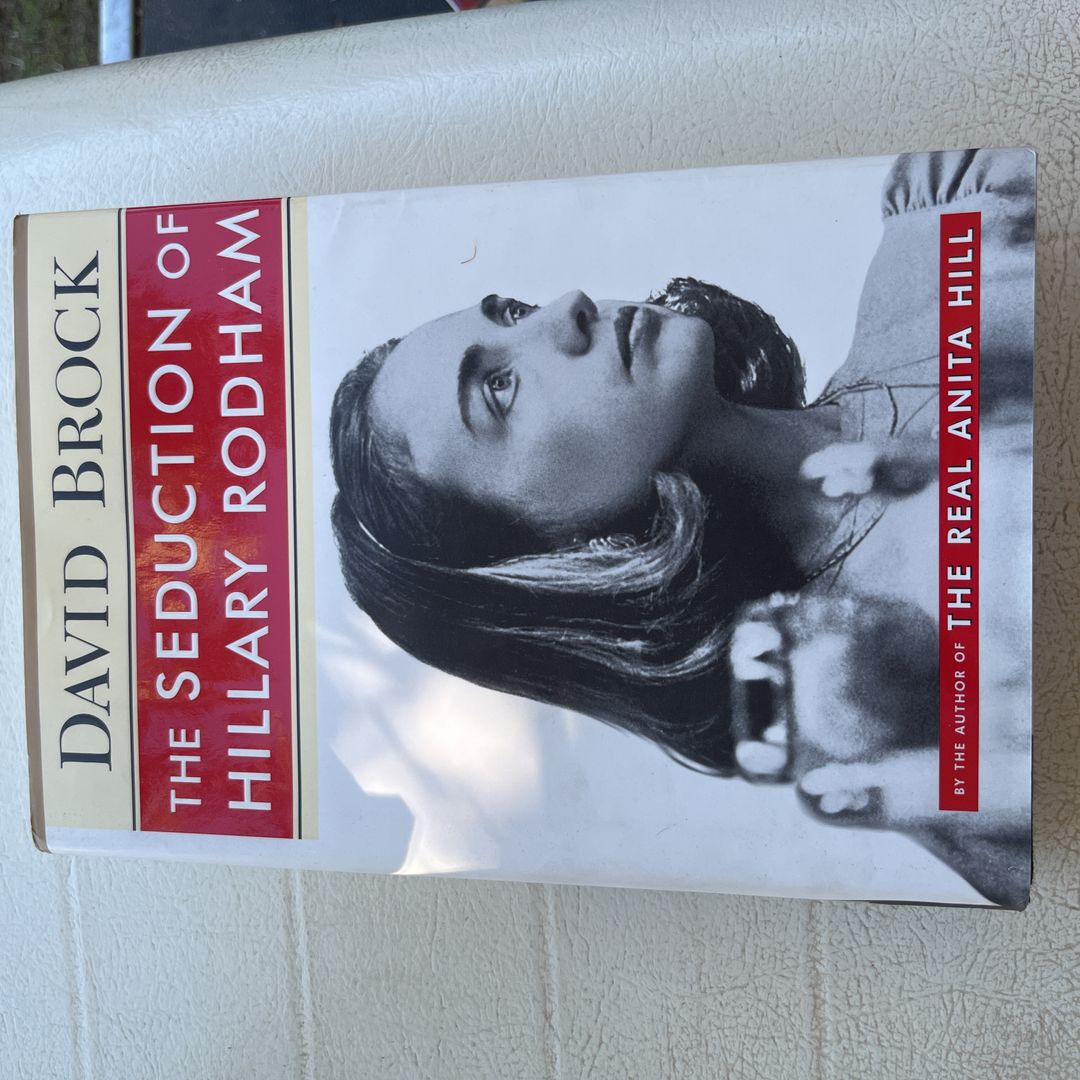 DAVID BROCK
THE SEDUCTION OF
HILLARY RODHAM
BY THE AUTHOR OF THE REAL ANITA HILL